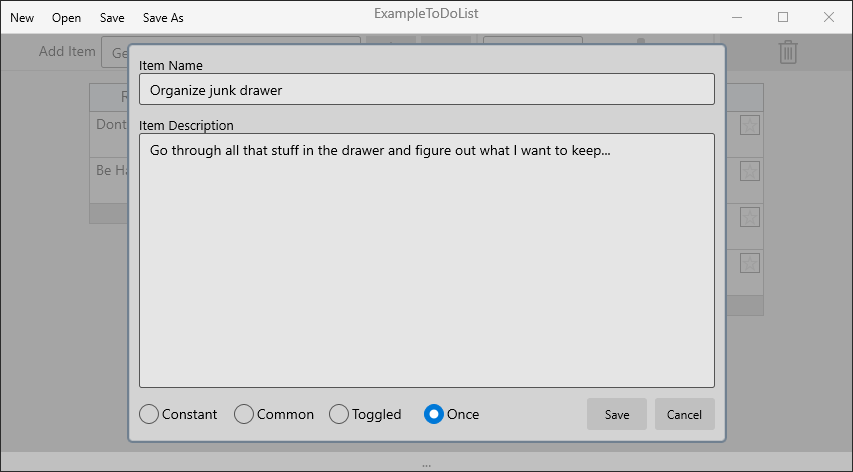 New Open Save Save As ExampleToDoList
Add Item Ge
Item Name
Organize junk drawer
Item Description
Go through all that stuff in the drawer and figure out what I want to keep...
R
Dont
Be Ha
Constant Common Toggled Once Save Cancel
...